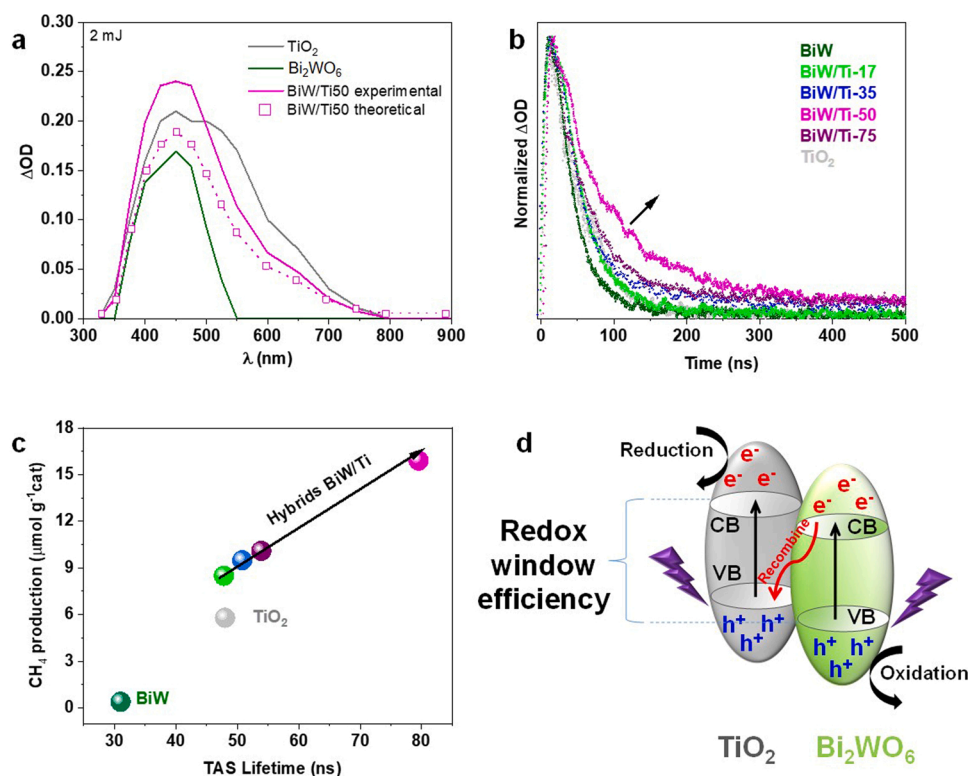 a
2 mJ
TiO2
Bi2WO6
BiW/Ti50 experimental
BiW/Ti50 theoretical
ΔOD
0.30
0.25
0.20
0.15
0.10
0.05
0.00
300 400 500 600 700 800 900
λ (nm)
b
BiW
BiW/Ti-17
BiW/Ti-35
BiW/Ti-50
BiW/Ti-75
TiO2
Normalized ΔOD
0 100 200 300 400 500
Time (ns)
c
CH4 production (μmol g-1cat)
18
15
12
9
6
3
0
Hybrids BiW/Ti
TiO2
BiW
30 40 50 60 70 80
TAS Lifetime (ns)
d
Reduction
e-
e- e-
e-
e- e-
CB
CB
Redox
window
efficiency
Recombine
VB
VB
h+ h+
h+
h+ h+
h+
Oxidation
TiO2
Bi2WO6